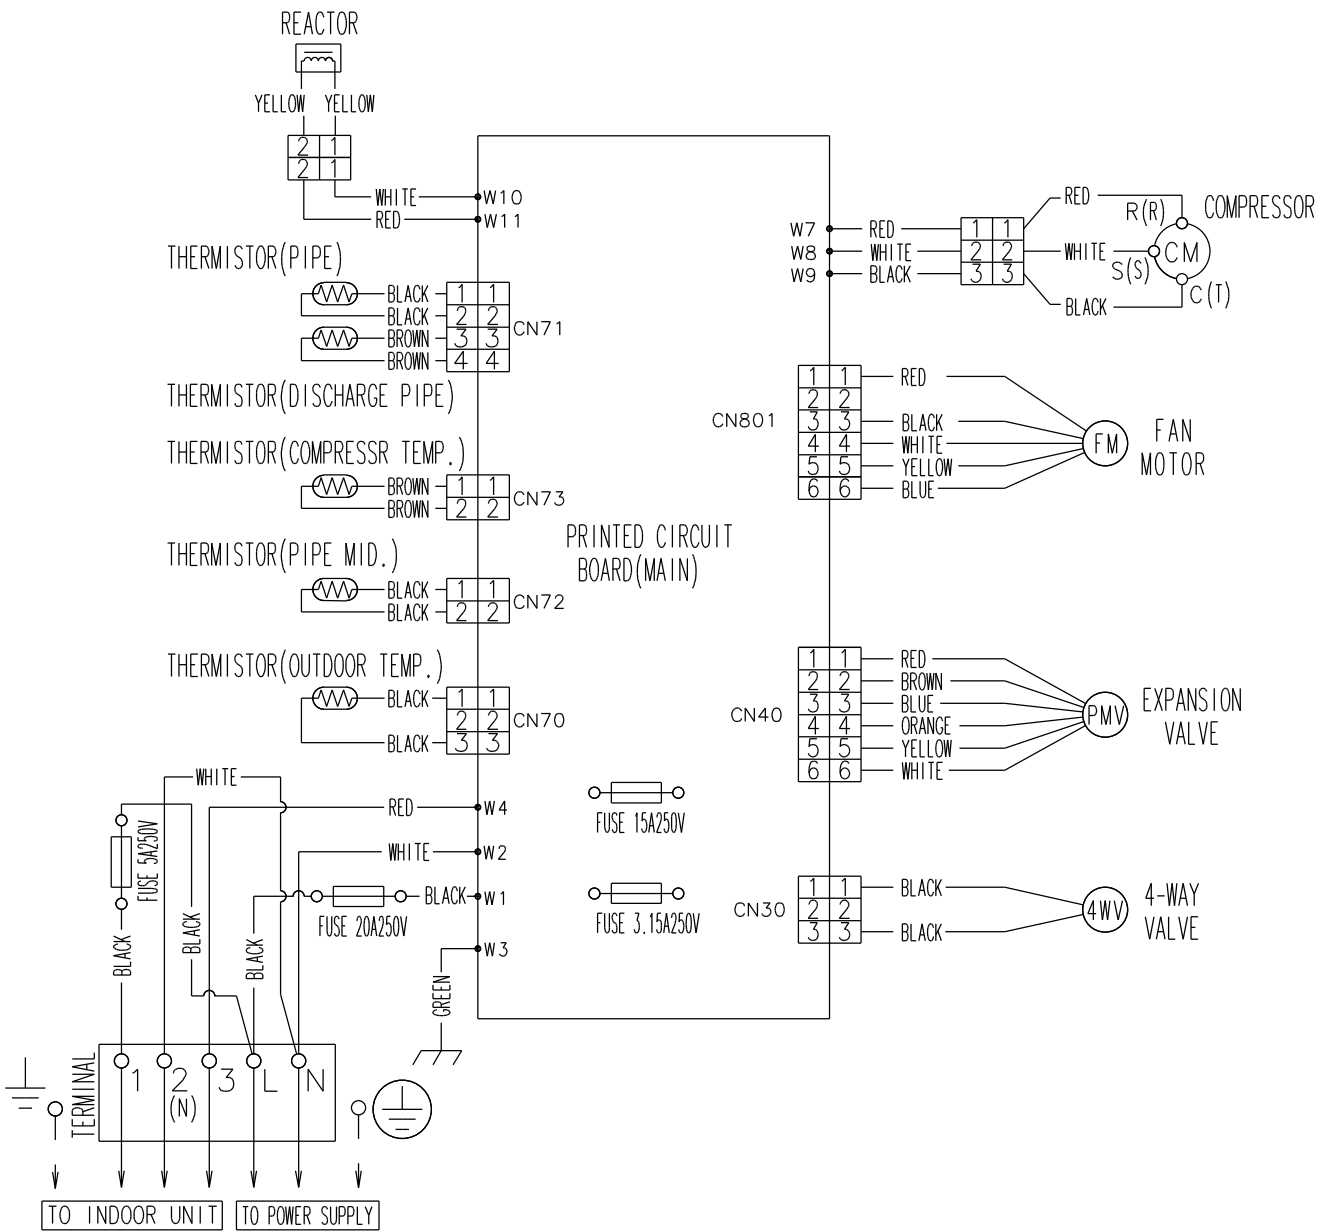 REACTOR
YELLOW YELLOW
2 1
2 1
WHITE W10
RED W11
THERMISTOR(PIPE)
BLACK 1 1
BLACK 2 2
BROWN 3 3
BROWN 4 4
CN71
THERMISTOR(DISCHARGE PIPE)
THERMISTOR(COMPRESSR TEMP.)
BROWN 1 1
BROWN 2 2
CN73
THERMISTOR(PIPE MID.)
BLACK 1 1
BLACK 2 2
CN72
THERMISTOR(OUTDOOR TEMP.)
BLACK 1 1
2 2
BLACK 3 3
CN70
PRINTED CIRCUIT
BOARD(MAIN)
W7 RED 1 1 RED
W8 WHITE 2 2 WHITE
W9 BLACK 3 3 BLACK
R(R)
S(S)
C(T)
CM
COMPRESSOR
CN801
1 1 RED
2 2
3 3 BLACK
4 4 WHITE
5 5 YELLOW
6 6 BLUE
FM
FAN
MOTOR
CN40
1 1 RED
2 2 BROWN
3 3 BLUE
4 4 ORANGE
5 5 YELLOW
6 6 WHITE
PMV
EXPANSION
VALVE
CN30
1 1 BLACK
2 2
3 3 BLACK
4WV
4-WAY
VALVE
FUSE 15A250V
FUSE 3.15A250V
WHITE
RED W4
WHITE W2
BLACK W1
FUSE 20A250V
W3
GREEN
FUSE 5A250V
BLACK
BLACK
BLACK
TERMINAL
1 2 3 L N
(N)
TO INDOOR UNIT
TO POWER SUPPLY